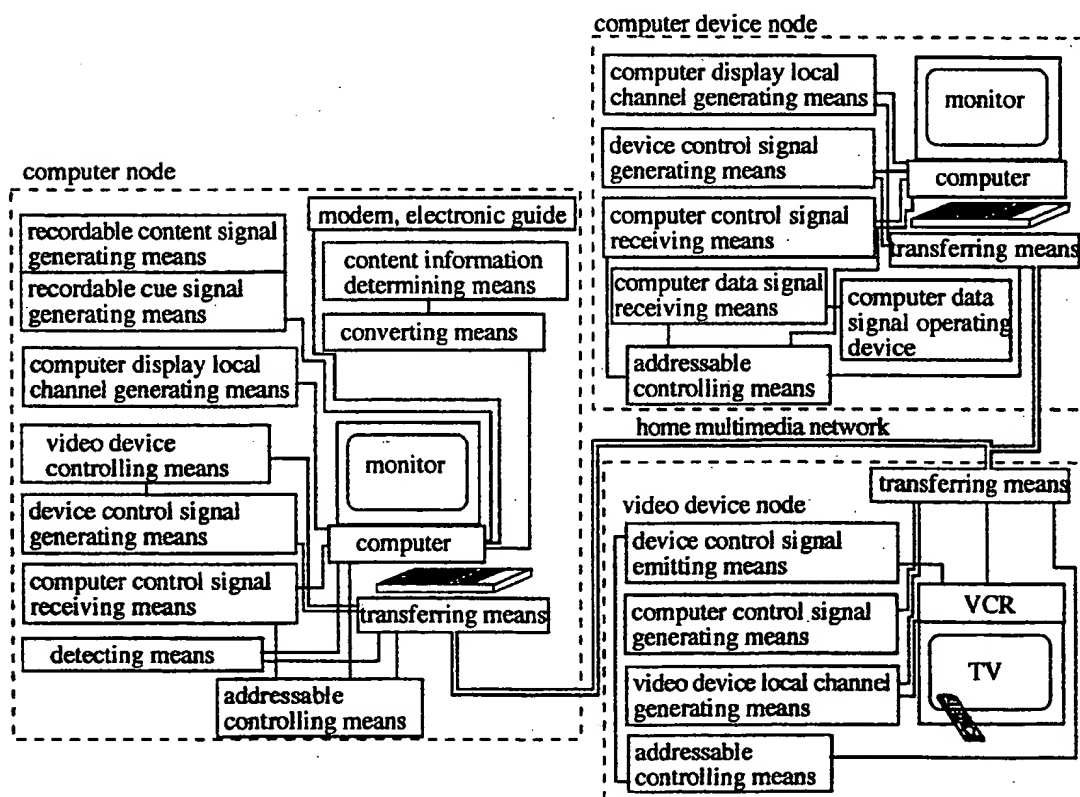 computer device node
computer display local
channel generating means
device control signal
generating means
computer control signal
receiving means
computer data signal
receiving means
addressable
controlling means
monitor
computer
transferring means
computer data
signal operating
device
computer node
recordable content signal
generating means
recordable cue signal
generating means
computer display local
channel generating means
video device
controlling means
device control signal
generating means
computer control signal
receiving means
detecting means
addressable
controlling means
modem, electronic guide
content information
determining means
converting means
monitor
computer
transferring means
home multimedia network
transferring means
video device node
device control signal
emitting means
computer control signal
generating means
video device local channel
generating means
addressable
controlling means
VCR
TV